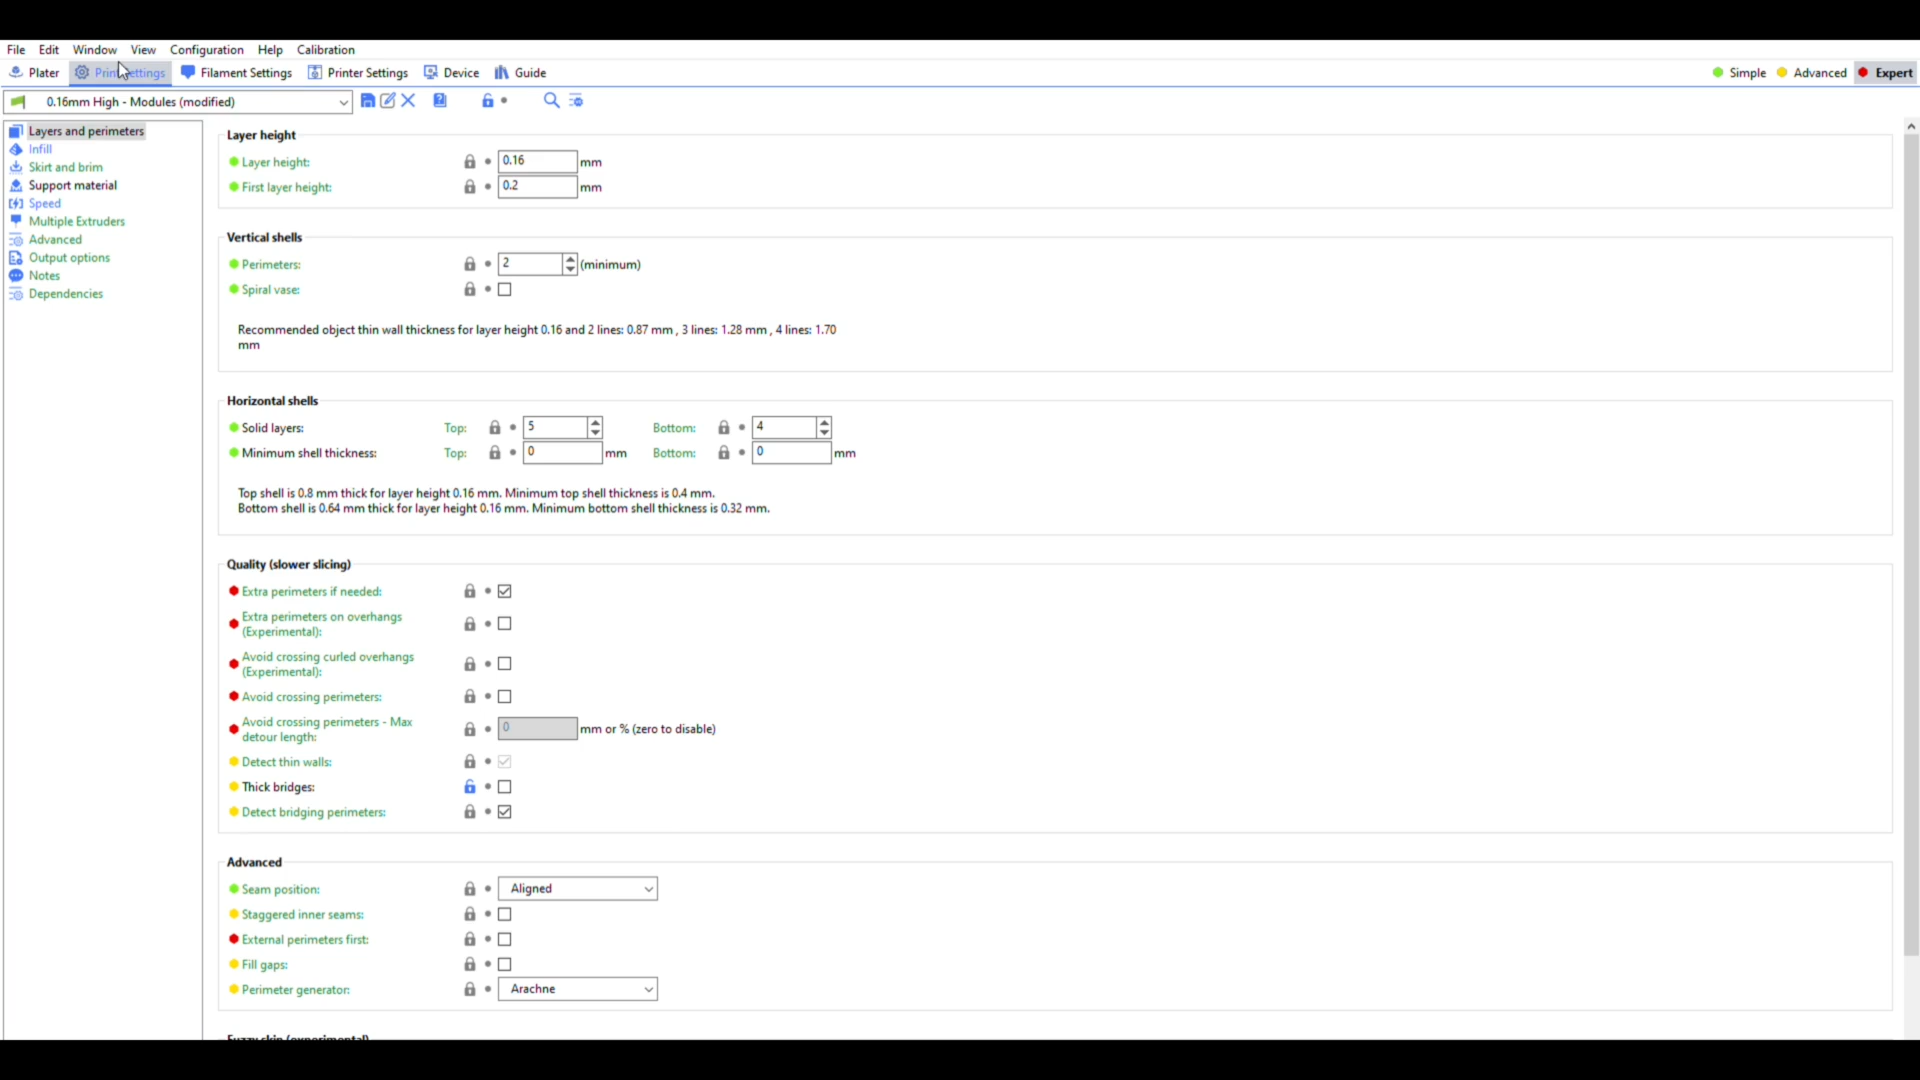 File Edit Window View Configuration Help Calibration
Plater Print Settings Filament Settings Printer Settings Device Guide Simple Advanced Expert
0.16mm High - Modules (modified)
Layers and perimeters
Infill
Skirt and brim
Support material
Speed
Multiple Extruders
Advanced
Output options
Notes
Dependencies
Layer height
Layer height: 0.16 mm
First layer height: 0.2 mm
Vertical shells
Perimeters: 2 (minimum)
Spiral vase:
Recommended object thin wall thickness for layer height 0.16 and 2 lines: 0.87 mm , 3 lines: 1.28 mm , 4 lines: 1.70
mm
Horizontal shells
Solid layers: Top: 5 Bottom: 4
Minimum shell thickness: Top: 0 mm Bottom: 0 mm
Top shell is 0.8 mm thick for layer height 0.16 mm. Minimum top shell thickness is 0.4 mm.
Bottom shell is 0.64 mm thick for layer height 0.16 mm. Minimum bottom shell thickness is 0.32 mm.
Quality (slower slicing)
Extra perimeters if needed:
Extra perimeters on overhangs
(Experimental):
Avoid crossing curled overhangs
(Experimental):
Avoid crossing perimeters:
Avoid crossing perimeters - Max
detour length: 0 mm or % (zero to disable)
Detect thin walls:
Thick bridges:
Detect bridging perimeters:
Advanced
Seam position: Aligned
Staggered inner seams:
External perimeters first:
Fill gaps:
Perimeter generator: Arachne
Fuzzy skin (experimental)